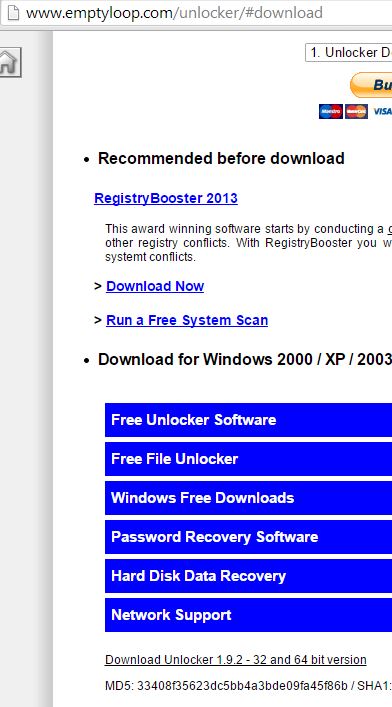 www.emptyloop.com/unlocker/#download
1. Unlocker D
Bu
Maestro MasterCard VISA
Recommended before download
RegistryBooster 2013
This award winning software starts by conducting a
other registry conflicts. With RegistryBooster you w
systemt conflicts.
> Download Now
> Run a Free System Scan
Download for Windows 2000 / XP / 2003
Free Unlocker Software
Free File Unlocker
Windows Free Downloads
Password Recovery Software
Hard Disk Data Recovery
Network Support
Download Unlocker 1.9.2 - 32 and 64 bit version
MD5: 33408f35623dc5bb4a3bde09fa45f86b / SHA1: